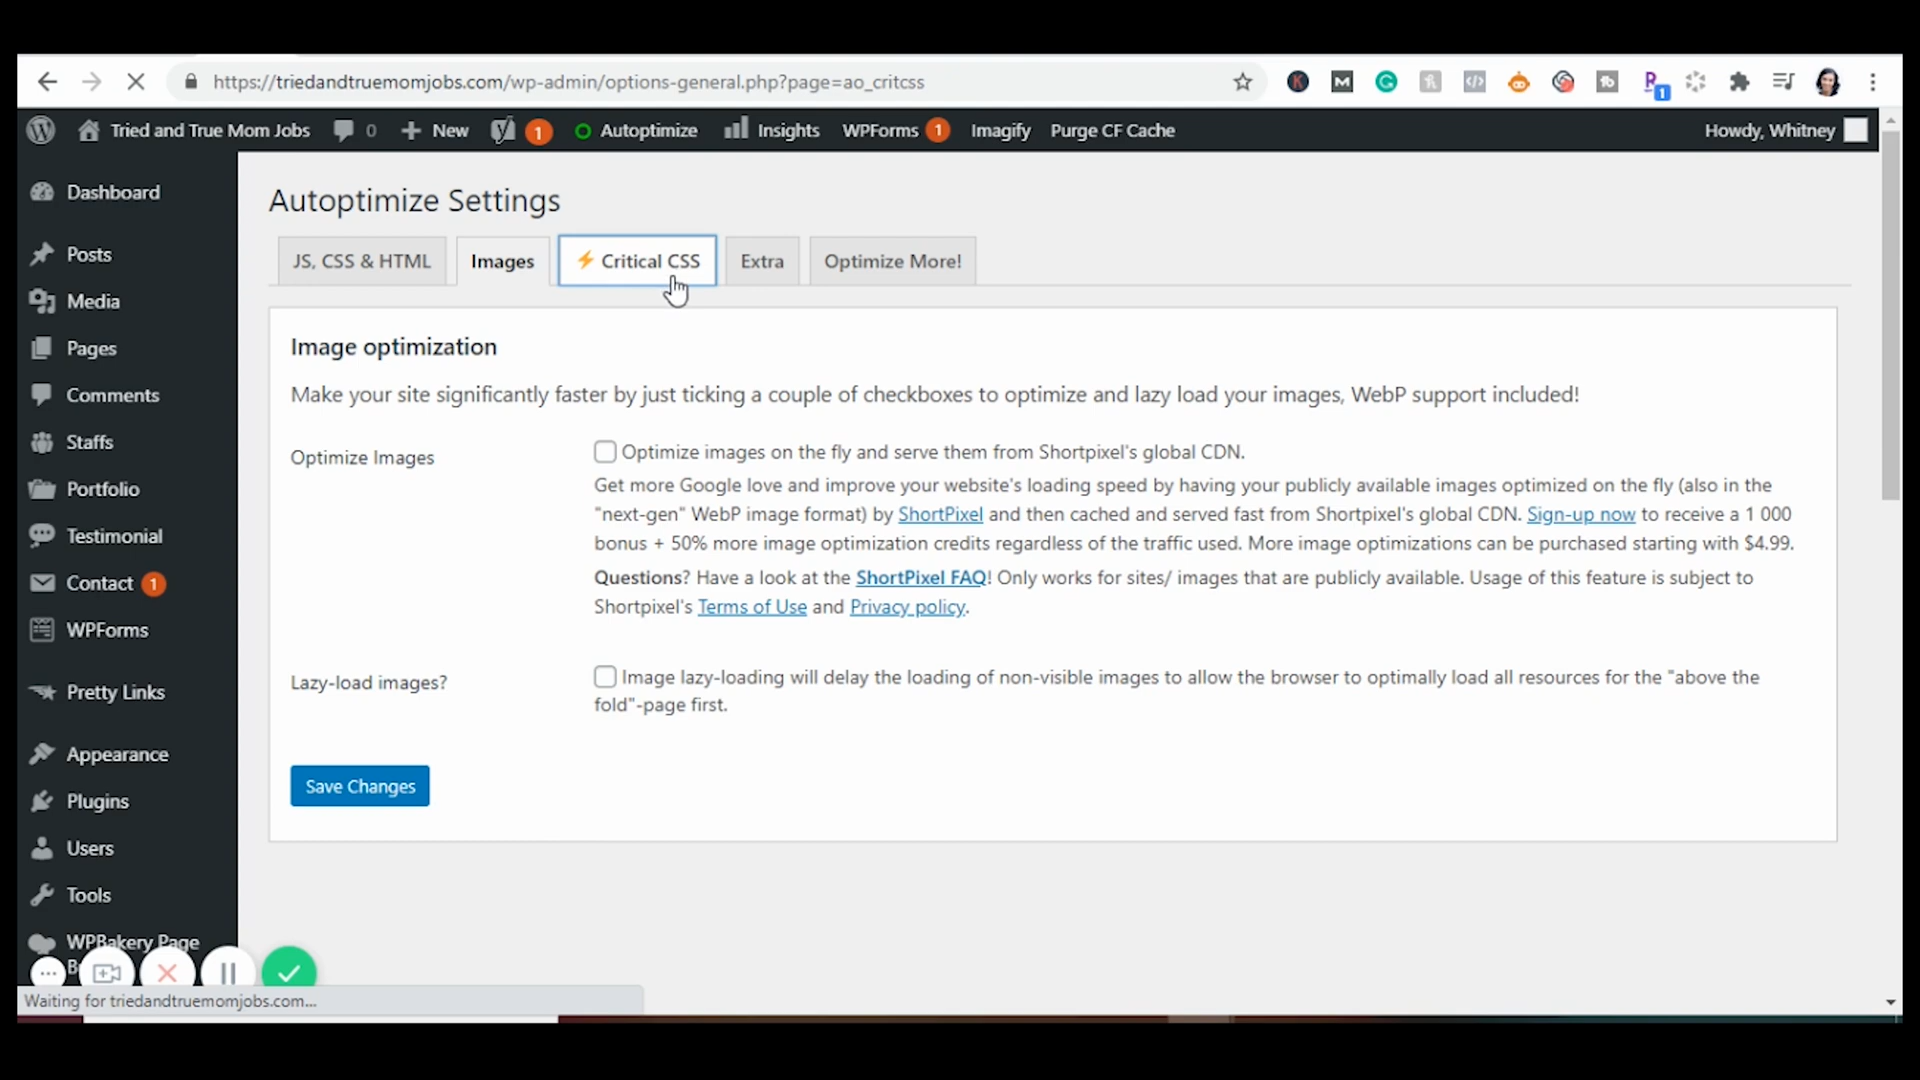 https://triedandtruemomjobs.com/wp-admin/options-general.php?page=ao_critcss
Tried and True Mom Jobs 0 New 1 Autoptimize Insights WPForms 1 Imagify Purge CF Cache Howdy, Whitney
Dashboard
Posts
Media
Pages
Comments
Staffs
Portfolio
Testimonial
Contact 1
WPForms
Pretty Links
Appearance
Plugins
Users
Tools
WPBakery Page
B
Autoptimize Settings
JS, CSS & HTML Images Critical CSS Extra Optimize More!
Image optimization
Make your site significantly faster by just ticking a couple of checkboxes to optimize and lazy load your images, WebP support included!
Optimize Images
Optimize images on the fly and serve them from Shortpixel's global CDN.
Get more Google love and improve your website's loading speed by having your publicly available images optimized on the fly (also in the
"next-gen" WebP image format) by ShortPixel and then cached and served fast from Shortpixel's global CDN. Sign-up now to receive a 1 000
bonus + 50% more image optimization credits regardless of the traffic used. More image optimizations can be purchased starting with $4.99.
Questions? Have a look at the ShortPixel FAQ! Only works for sites/ images that are publicly available. Usage of this feature is subject to
Shortpixel's Terms of Use and Privacy policy.
Lazy-load images?
Image lazy-loading will delay the loading of non-visible images to allow the browser to optimally load all resources for the "above the
fold"-page first.
Save Changes
Waiting for triedandtruemomjobs.com...